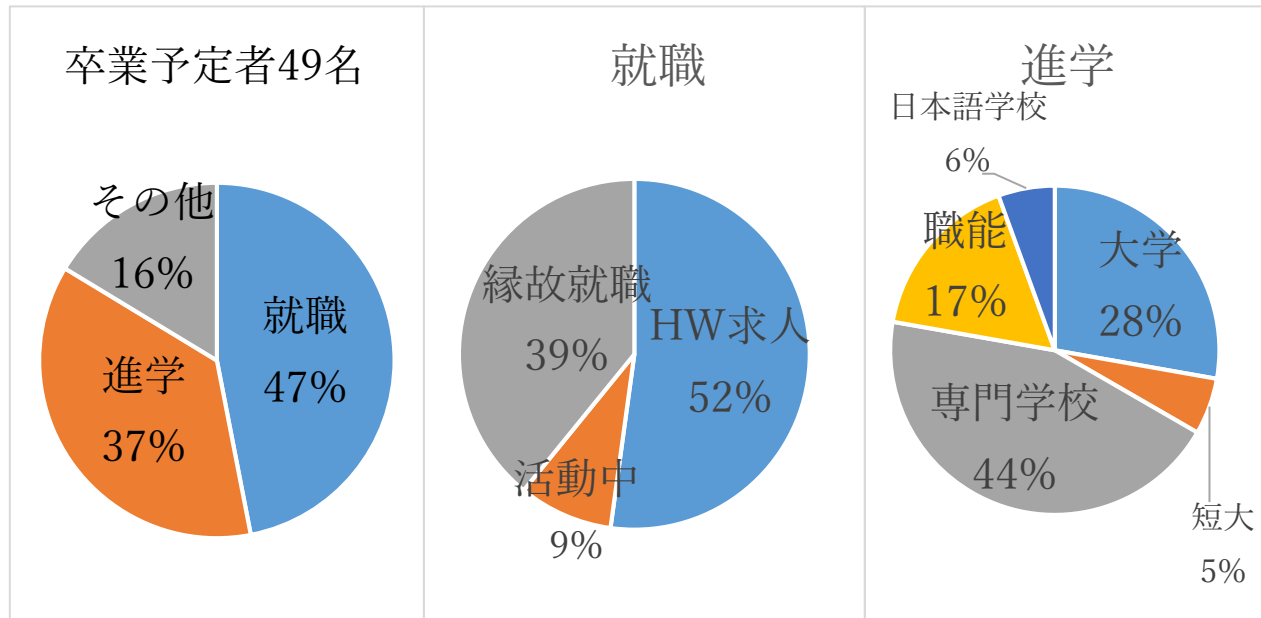 卒業予定者49名
その他
16%
就職
47%
進学
37%
就職
縁故就職
39%
HW求人
52%
活動中
9%
進学
日本語学校
6%
職能
17%
大学
28%
専門学校
44%
短大
5%